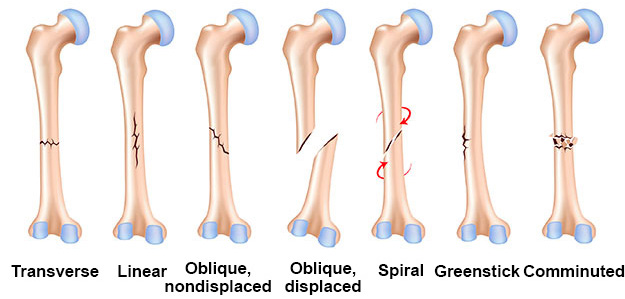 Transverse
Linear
Oblique,
nondisplaced
Oblique,
displaced
Spiral
Greenstick
Comminuted